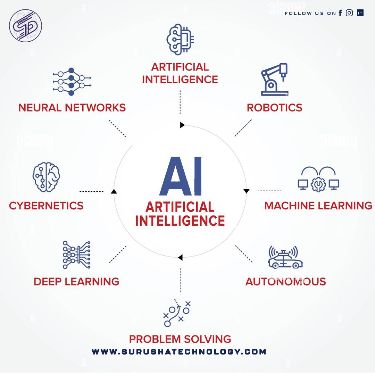 FOLLOW US ON
ARTIFICIAL
INTELLIGENCE
NEURAL NETWORKS
ROBOTICS
AI
ARTIFICIAL
INTELLIGENCE
CYBERNETICS
MACHINE LEARNING
DEEP LEARNING
AUTONOMOUS
PROBLEM SOLVING
WWW.SURUSHATECHNOLOGY.COM